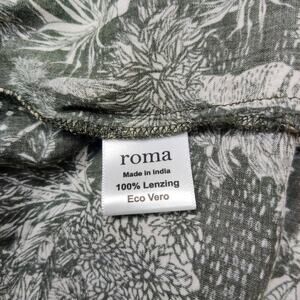 roma
Made in India
100% Lenzing
Eco Vero